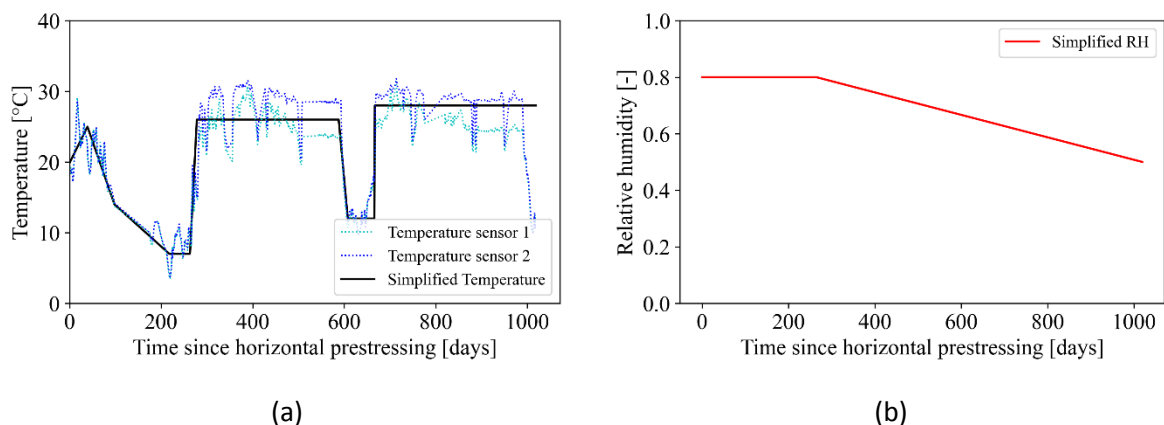 Temperature [°C]
40
30
20
10
0
0 200 400 600 800 1000
Time since horizontal prestressing [days]
Temperature sensor 1
Temperature sensor 2
Simplified Temperature
(a)
Relative humidity [-]
1.0
0.8
0.6
0.4
0.2
0.0
0 200 400 600 800 1000
Time since horizontal prestressing [days]
Simplified RH
(b)